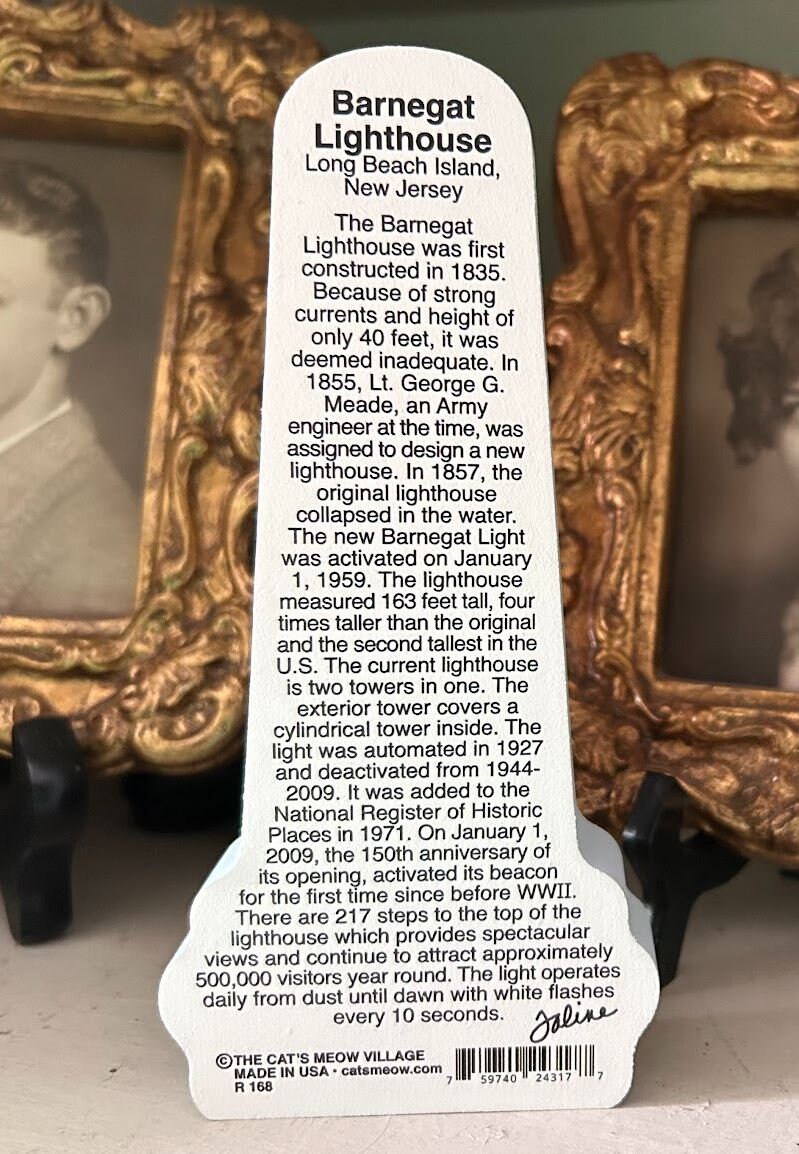 Barnegat
Lighthouse
Long Beach Island,
New Jersey
The Barnegat
Lighthouse was first
constructed in 1835.
Because of strong
currents and height of
only 40 feet, it was
deemed inadequate. In
1855, Lt. George G.
Meade, an Army
engineer at the time, was
assigned to design a new
lighthouse. In 1857, the
original lighthouse
collapsed in the water.
The new Barnegat Light
was activated on January
1, 1959. The lighthouse
measured 163 feet tall, four
times taller than the original
and the second tallest in the
U.S. The current lighthouse
is two towers in one. The
exterior tower covers a
cylindrical tower inside. The
light was automated in 1927
and deactivated from 1944-
2009. It was added to the
National Register of Historic
Places in 1971. On January 1,
2009, the 150th anniversary of
its opening, activated its beacon
for the first time since before WWII.
There are 217 steps to the top of the
lighthouse which provides spectacular
views and continue to attract approximately
500,000 visitors year round. The light operates
daily from dust until dawn with white flashes
every 10 seconds.
Faline
©THE CAT'S MEOW VILLAGE
MADE IN USA • catsmeow.com
R 168
7 59740 24317 7